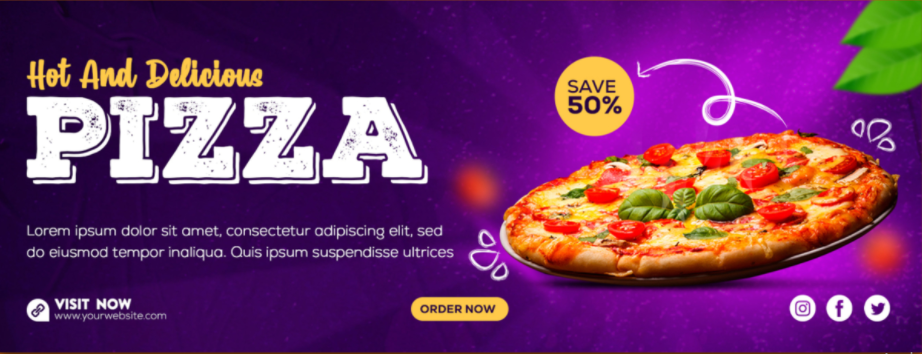 Hot And Delicious
PIZZA
SAVE
50%
Lorem ipsum dolor sit amet, consectetur adipiscing elit, sed
do eiusmod tempor inaliqua. Quis ipsum suspendisse ultrices
VISIT NOW
www.yourwebsite.com
ORDER NOW